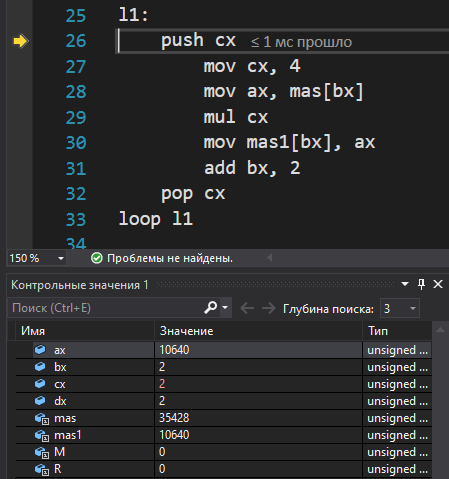 25 l1:
26 push cx ≤ 1 мс прошло
27 mov cx, 4
28 mov ax, mas[bx]
29 mul cx
30 mov mas1[bx], ax
31 add bx, 2
32 pop cx
33 loop l1
34
150 % Проблемы не найдены.
Контрольные значения 1
Поиск (Ctrl+E) Глубина поиска: 3
Имя Значение Тип
ax 10640 unsigned ...
bx 2 unsigned ...
cx 2 unsigned ...
dx 2 unsigned ...
mas 35428 unsigned ...
mas1 10640 unsigned ...
M 0 unsigned ...
R 0 unsigned ...